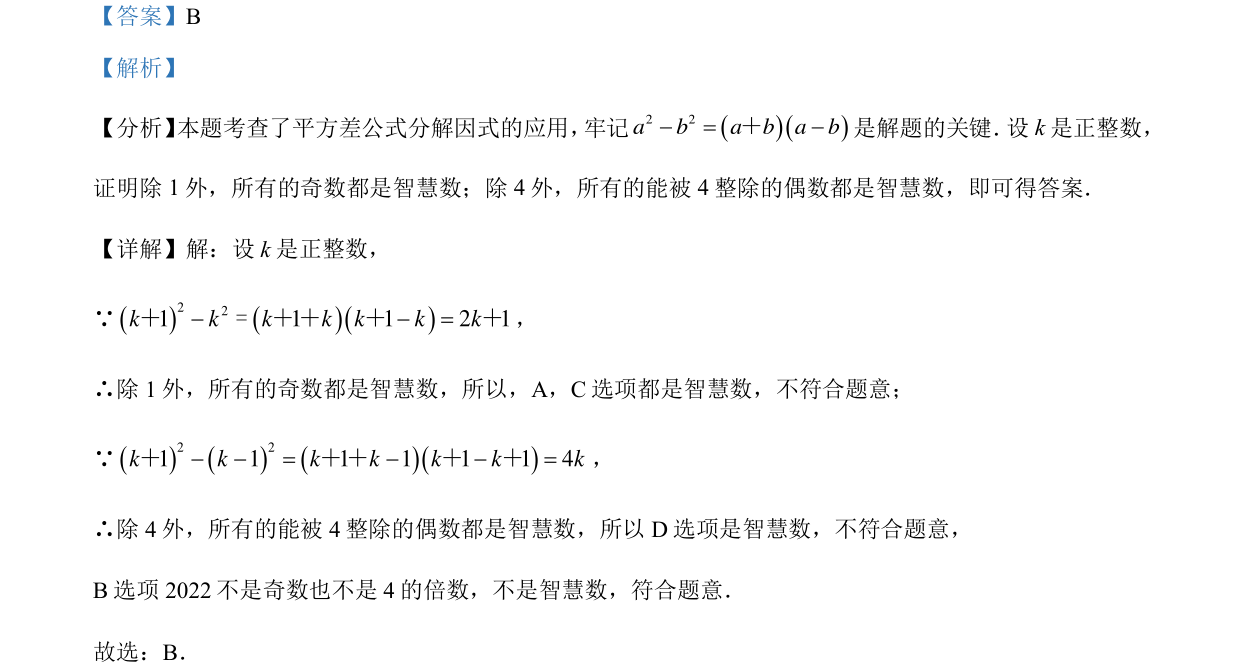 【答案】B
【解析】
【分析】本题考查了平方差公式分解因式的应用，牢记 a² − b² = (a+b)(a−b) 是解题的关键．设 k 是正整数，
证明除 1 外，所有的奇数都是智慧数；除 4 外，所有的能被 4 整除的偶数都是智慧数，即可得答案．
【详解】解：设 k 是正整数，
∵ (k+1)² − k² = (k+1+k)(k+1−k) = 2k+1，
∴除 1 外，所有的奇数都是智慧数，所以，A，C 选项都是智慧数，不符合题意；
∵ (k+1)² − (k−1)² = (k+1+k−1)(k+1−k+1) = 4k，
∴除 4 外，所有的能被 4 整除的偶数都是智慧数，所以 D 选项是智慧数，不符合题意，
B 选项 2022 不是奇数也不是 4 的倍数，不是智慧数，符合题意．
故选：B．